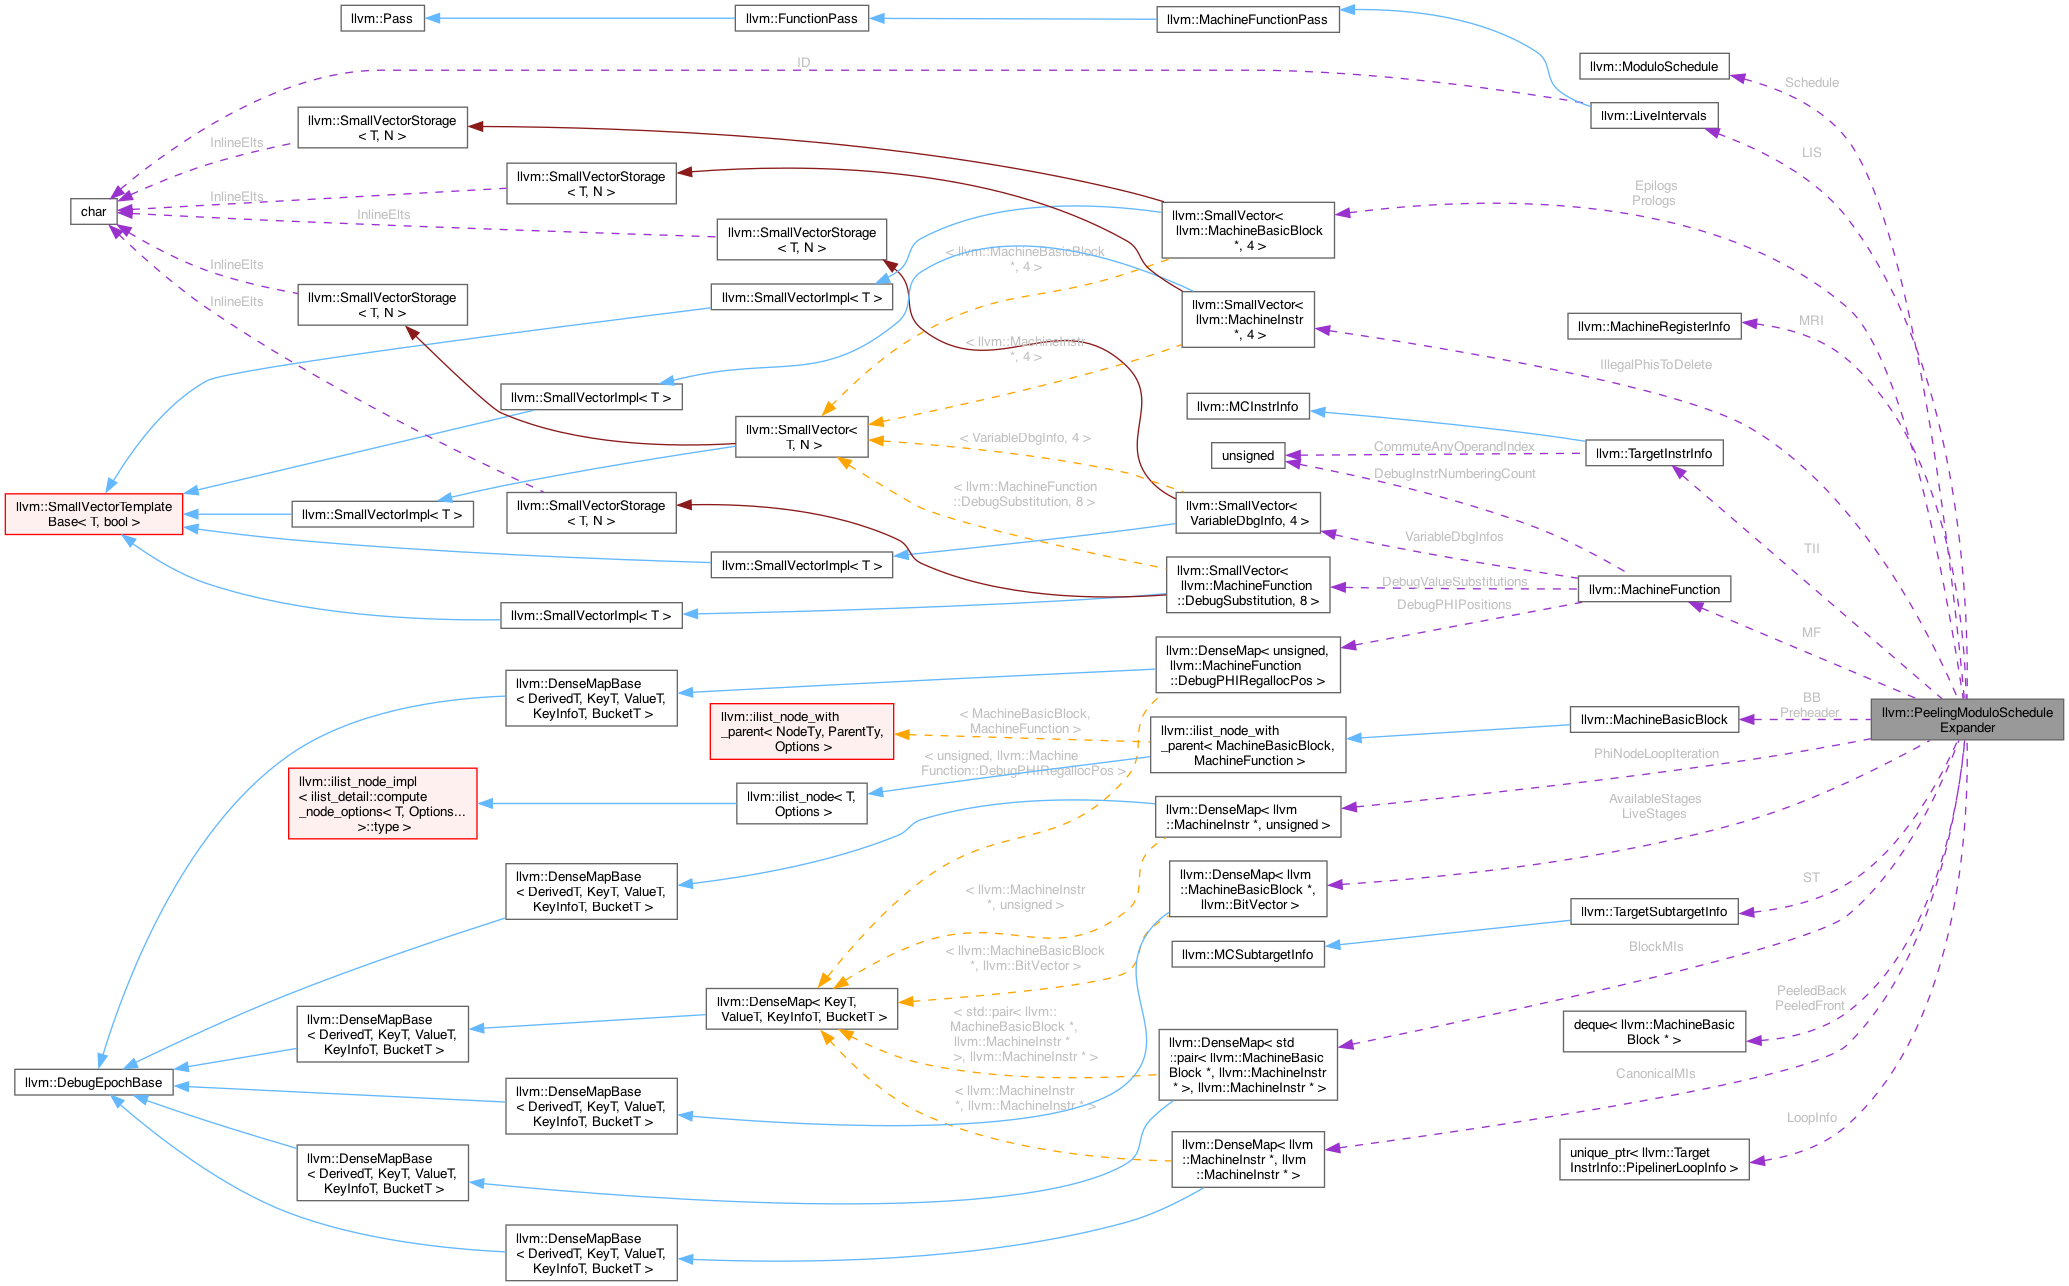 llvm::Pass
llvm::FunctionPass
llvm::MachineFunctionPass
ID
llvm::ModuloSchedule
Schedule
llvm::SmallVectorStorage
< T, N >
InlineElts
llvm::LiveIntervals
LIS
llvm::SmallVectorStorage
< T, N >
InlineElts
char
InlineElts
llvm::SmallVectorStorage
< T, N >
llvm::SmallVector<
llvm::MachineBasicBlock
*, 4 >
Epilogs
Prologs
< llvm::MachineBasicBlock
*, 4 >
InlineElts
llvm::SmallVectorStorage
< T, N >
InlineElts
llvm::SmallVectorImpl< T >
llvm::SmallVector<
llvm::MachineInstr
*, 4 >
llvm::MachineRegisterInfo
MRI
< llvm::MachineInstr
*, 4 >
IllegalPhisToDelete
llvm::SmallVectorImpl< T >
llvm::MCInstrInfo
llvm::SmallVector<
T, N >
< VariableDbgInfo, 4 >
unsigned
CommuteAnyOperandIndex
llvm::TargetInstrInfo
DebugInstrNumberingCount
< llvm::MachineFunction
::DebugSubstitution, 8 >
llvm::SmallVectorTemplate
Base< T, bool >
llvm::SmallVectorImpl< T >
llvm::SmallVectorStorage
< T, N >
llvm::SmallVector<
VariableDbgInfo, 4 >
VariableDbgInfos
TII
llvm::SmallVectorImpl< T >
llvm::SmallVector<
llvm::MachineFunction
::DebugSubstitution, 8 >
DebugValueSubstitutions
llvm::MachineFunction
DebugPHIPositions
llvm::SmallVectorImpl< T >
MF
llvm::DenseMap< unsigned,
llvm::MachineFunction
::DebugPHIRegallocPos >
llvm::DenseMapBase
< DerivedT, KeyT, ValueT,
KeyInfoT, BucketT >
llvm::ilist_node_with
_parent< NodeTy, ParentTy,
Options >
< MachineBasicBlock,
MachineFunction >
llvm::ilist_node_with
_parent< MachineBasicBlock,
MachineFunction >
llvm::MachineBasicBlock
BB
Preheader
llvm::PeelingModuloSchedule
Expander
PhiNodeLoopIteration
< unsigned, llvm::Machine
Function::DebugPHIRegallocPos >
llvm::ilist_node_impl
< ilist_detail::compute
_node_options< T, Options...
>::type >
llvm::ilist_node< T,
Options >
llvm::DenseMap< llvm
::MachineInstr *, unsigned >
AvailableStages
LiveStages
llvm::DenseMapBase
< DerivedT, KeyT, ValueT,
KeyInfoT, BucketT >
< llvm::MachineInstr
*, unsigned >
llvm::DenseMap< llvm
::MachineBasicBlock *,
llvm::BitVector >
ST
llvm::TargetSubtargetInfo
< llvm::MachineBasicBlock
*, llvm::BitVector >
llvm::MCSubtargetInfo
BlockMIs
llvm::DenseMap< KeyT,
ValueT, KeyInfoT, BucketT >
PeeledBack
PeeledFront
llvm::DenseMapBase
< DerivedT, KeyT, ValueT,
KeyInfoT, BucketT >
< std::pair< llvm::
MachineBasicBlock *,
llvm::MachineInstr *
>, llvm::MachineInstr * >
deque< llvm::MachineBasic
Block * >
llvm::DenseMap< std
::pair< llvm::MachineBasic
Block *, llvm::MachineInstr
* >, llvm::MachineInstr * >
CanonicalMIs
llvm::DebugEpochBase
llvm::DenseMapBase
< DerivedT, KeyT, ValueT,
KeyInfoT, BucketT >
< llvm::MachineInstr
*, llvm::MachineInstr * >
LoopInfo
llvm::DenseMapBase
< DerivedT, KeyT, ValueT,
KeyInfoT, BucketT >
llvm::DenseMap< llvm
::MachineInstr *, llvm
::MachineInstr * >
unique_ptr< llvm::Target
InstrInfo::PipelinerLoopInfo >
llvm::DenseMapBase
< DerivedT, KeyT, ValueT,
KeyInfoT, BucketT >